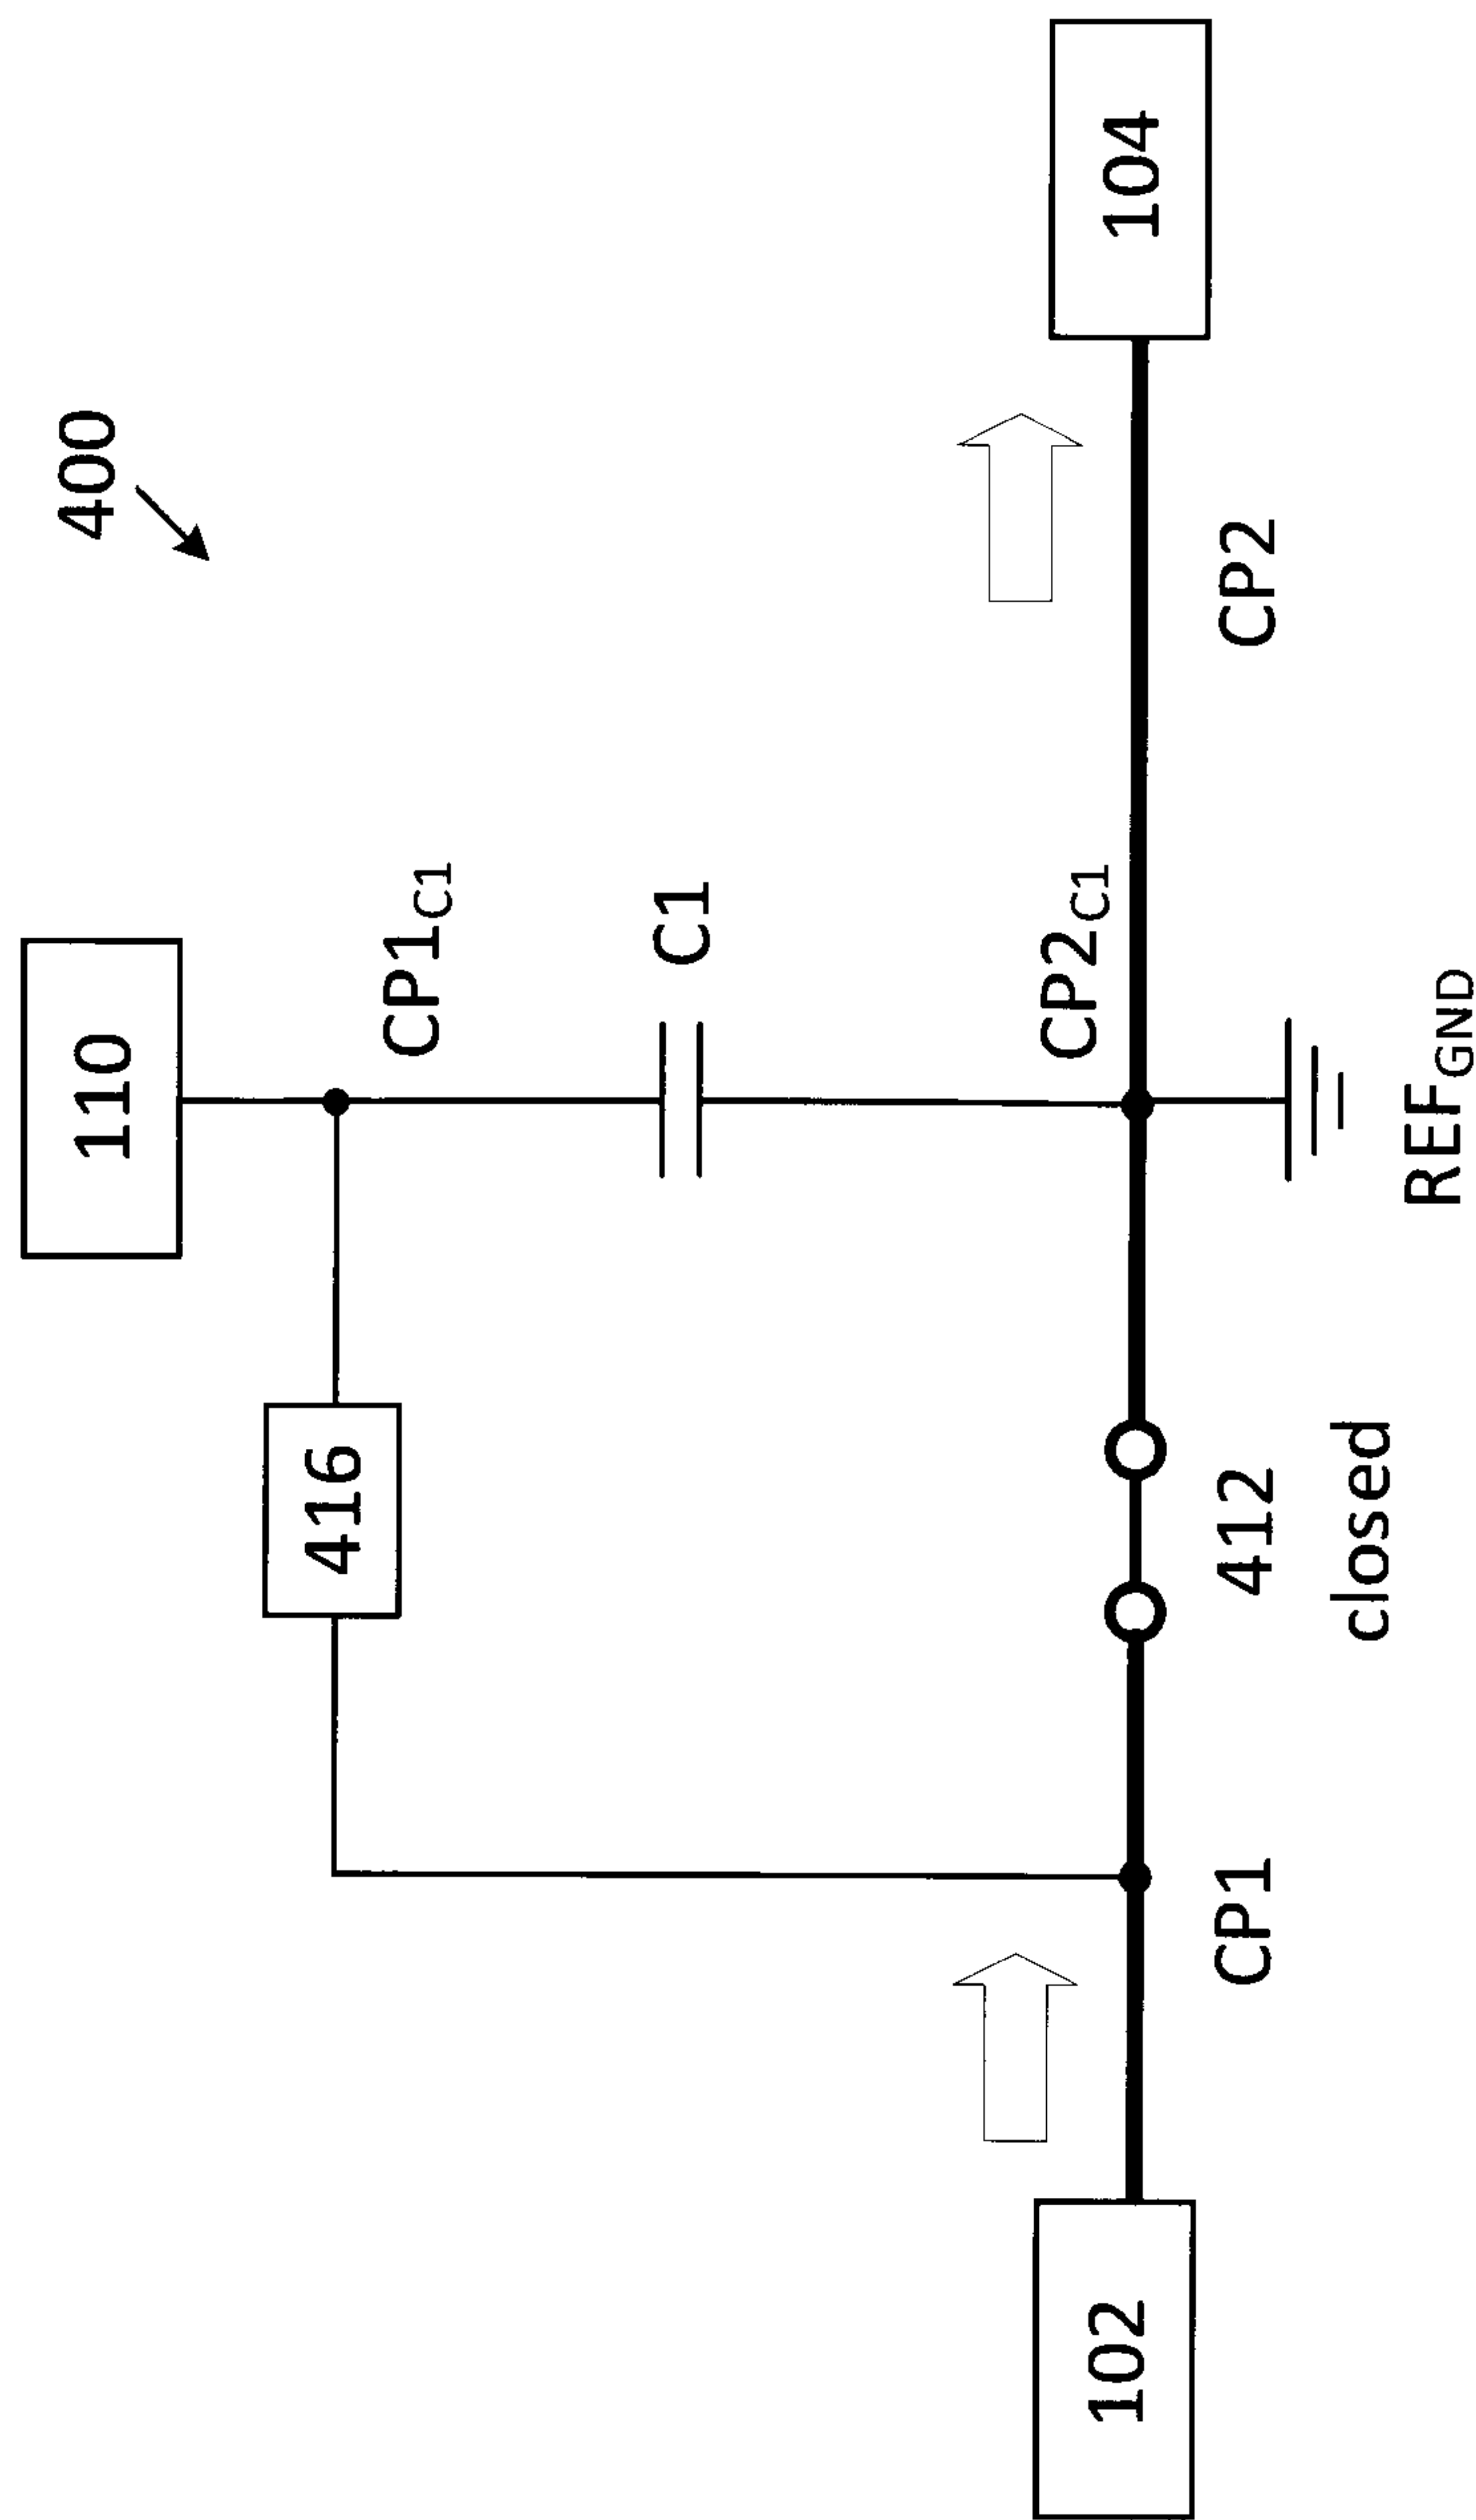 400
110
CP1C1
416
C1
CP2C1
102
104
CP1
412
closed
CP2
REFGND